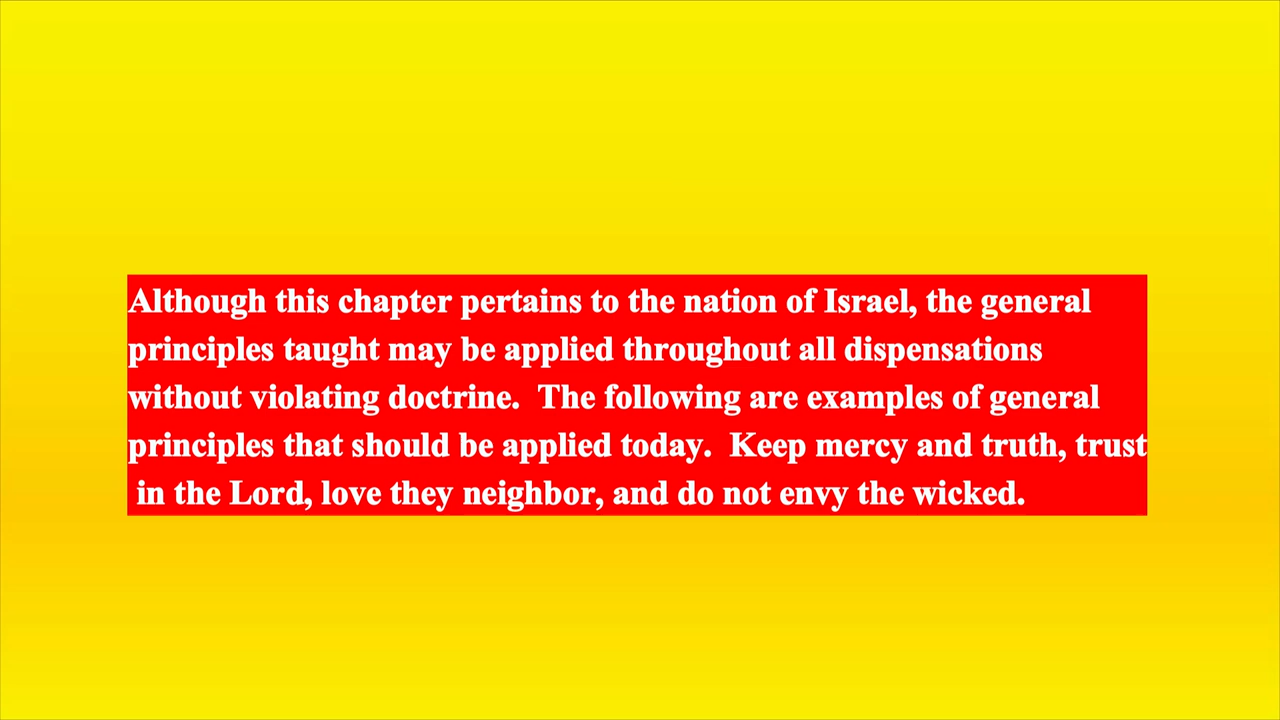 Although this chapter pertains to the nation of Israel, the general
principles taught may be applied throughout all dispensations
without violating doctrine.  The following are examples of general
principles that should be applied today.  Keep mercy and truth, trust
in the Lord, love they neighbor, and do not envy the wicked.